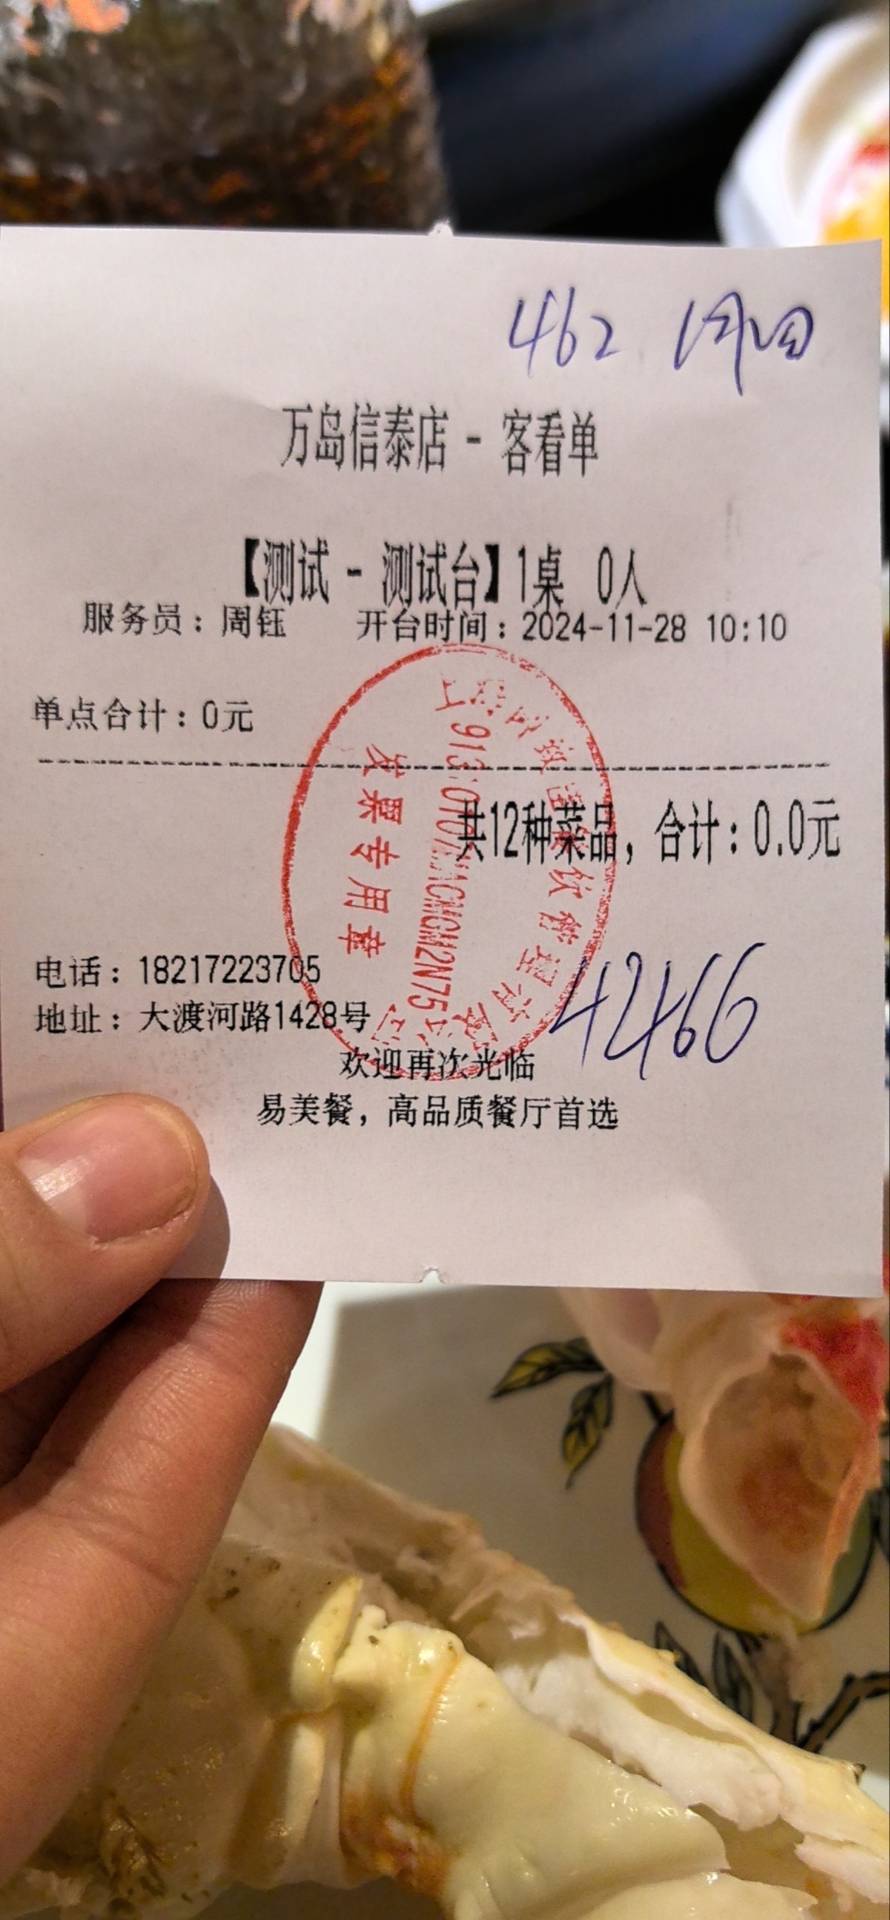 462
万岛信泰店 - 客看单
【测试 - 测试台】1桌 0人
服务员：周钰 开台时间：2024-11-28 10:10
单点合计：0元
共12种菜品，合计：0.0元
发票专用章
电话：18217223705
地址：大渡河路1428号
42466
欢迎再次光临
易美餐，高品质餐厅首选